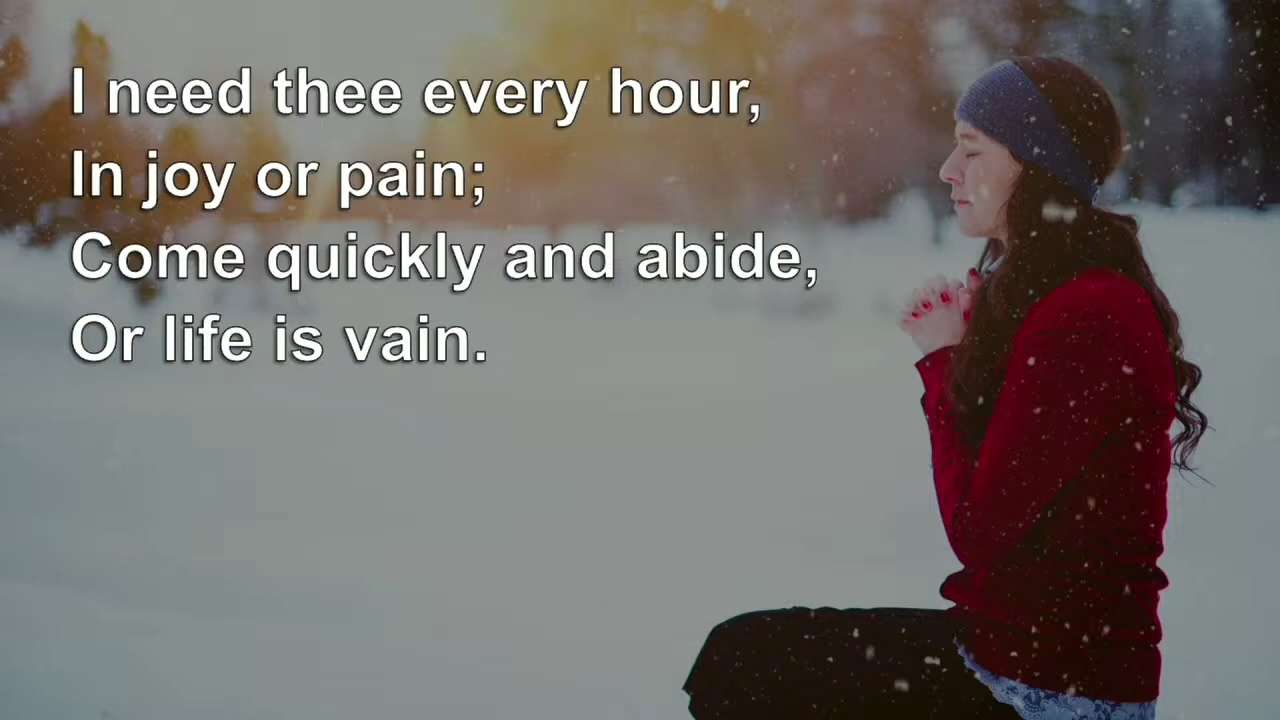 I need thee every hour,
In joy or pain;
Come quickly and abide,
Or life is vain.